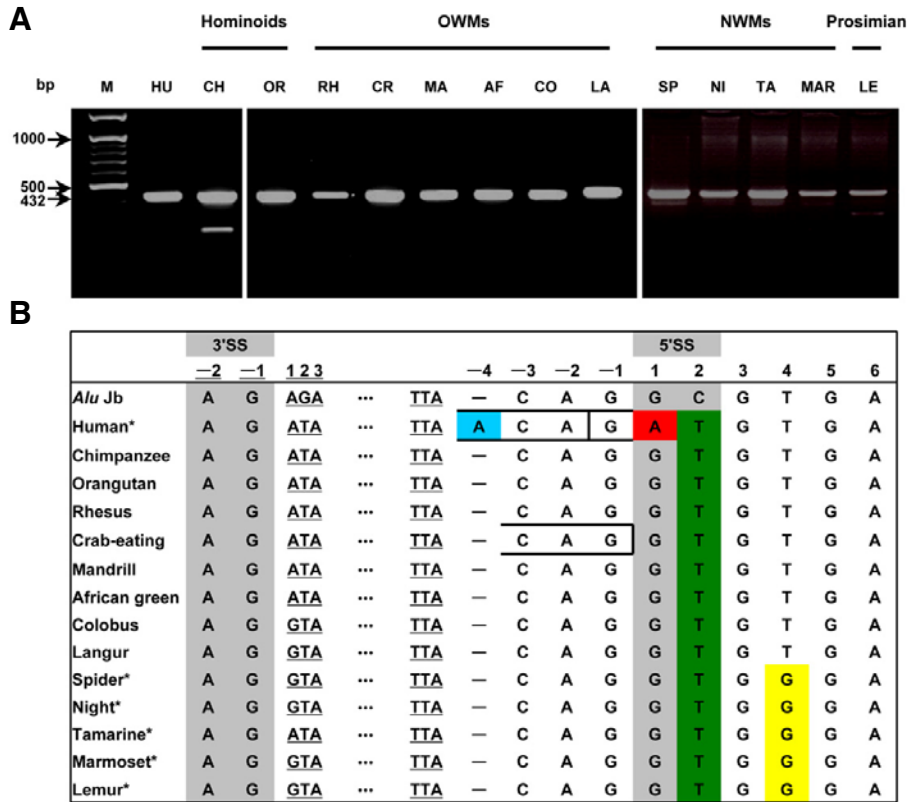 A
Hominoids OWMs NWMs Prosimian
bp M HU CH OR RH CR MA AF CO LA SP NI TA MAR LE
1000
500
432
B
3'SS 5'SS
—2 —1 1 2 3 —4 —3 —2 —1 1 2 3 4 5 6
Alu Jb A G AGA ... TTA — C A G G C G T G A
Human* A G ATA ... TTA A C A G A T G T G A
Chimpanzee A G ATA ... TTA — C A G G T G T G A
Orangutan A G ATA ... TTA — C A G G T G T G A
Rhesus A G ATA ... TTA — C A G G T G T G A
Crab-eating A G ATA ... TTA — C A G G T G T G A
Mandrill A G ATA ... TTA — C A G G T G T G A
African green A G ATA ... TTA — C A G G T G T G A
Colobus A G GTA ... TTA — C A G G T G T G A
Langur A G GTA ... TTA — C A G G T G T G A
Spider* A G GTA ... TTA — C A G G T G G G A
Night* A G GTA ... TTA — C A G G T G G G A
Tamarine* A G ATA ... TTA — C A G G T G G G A
Marmoset* A G GTA ... TTA — C A G G T G G G A
Lemur* A G GTA ... TTA — C A G G T G G G A